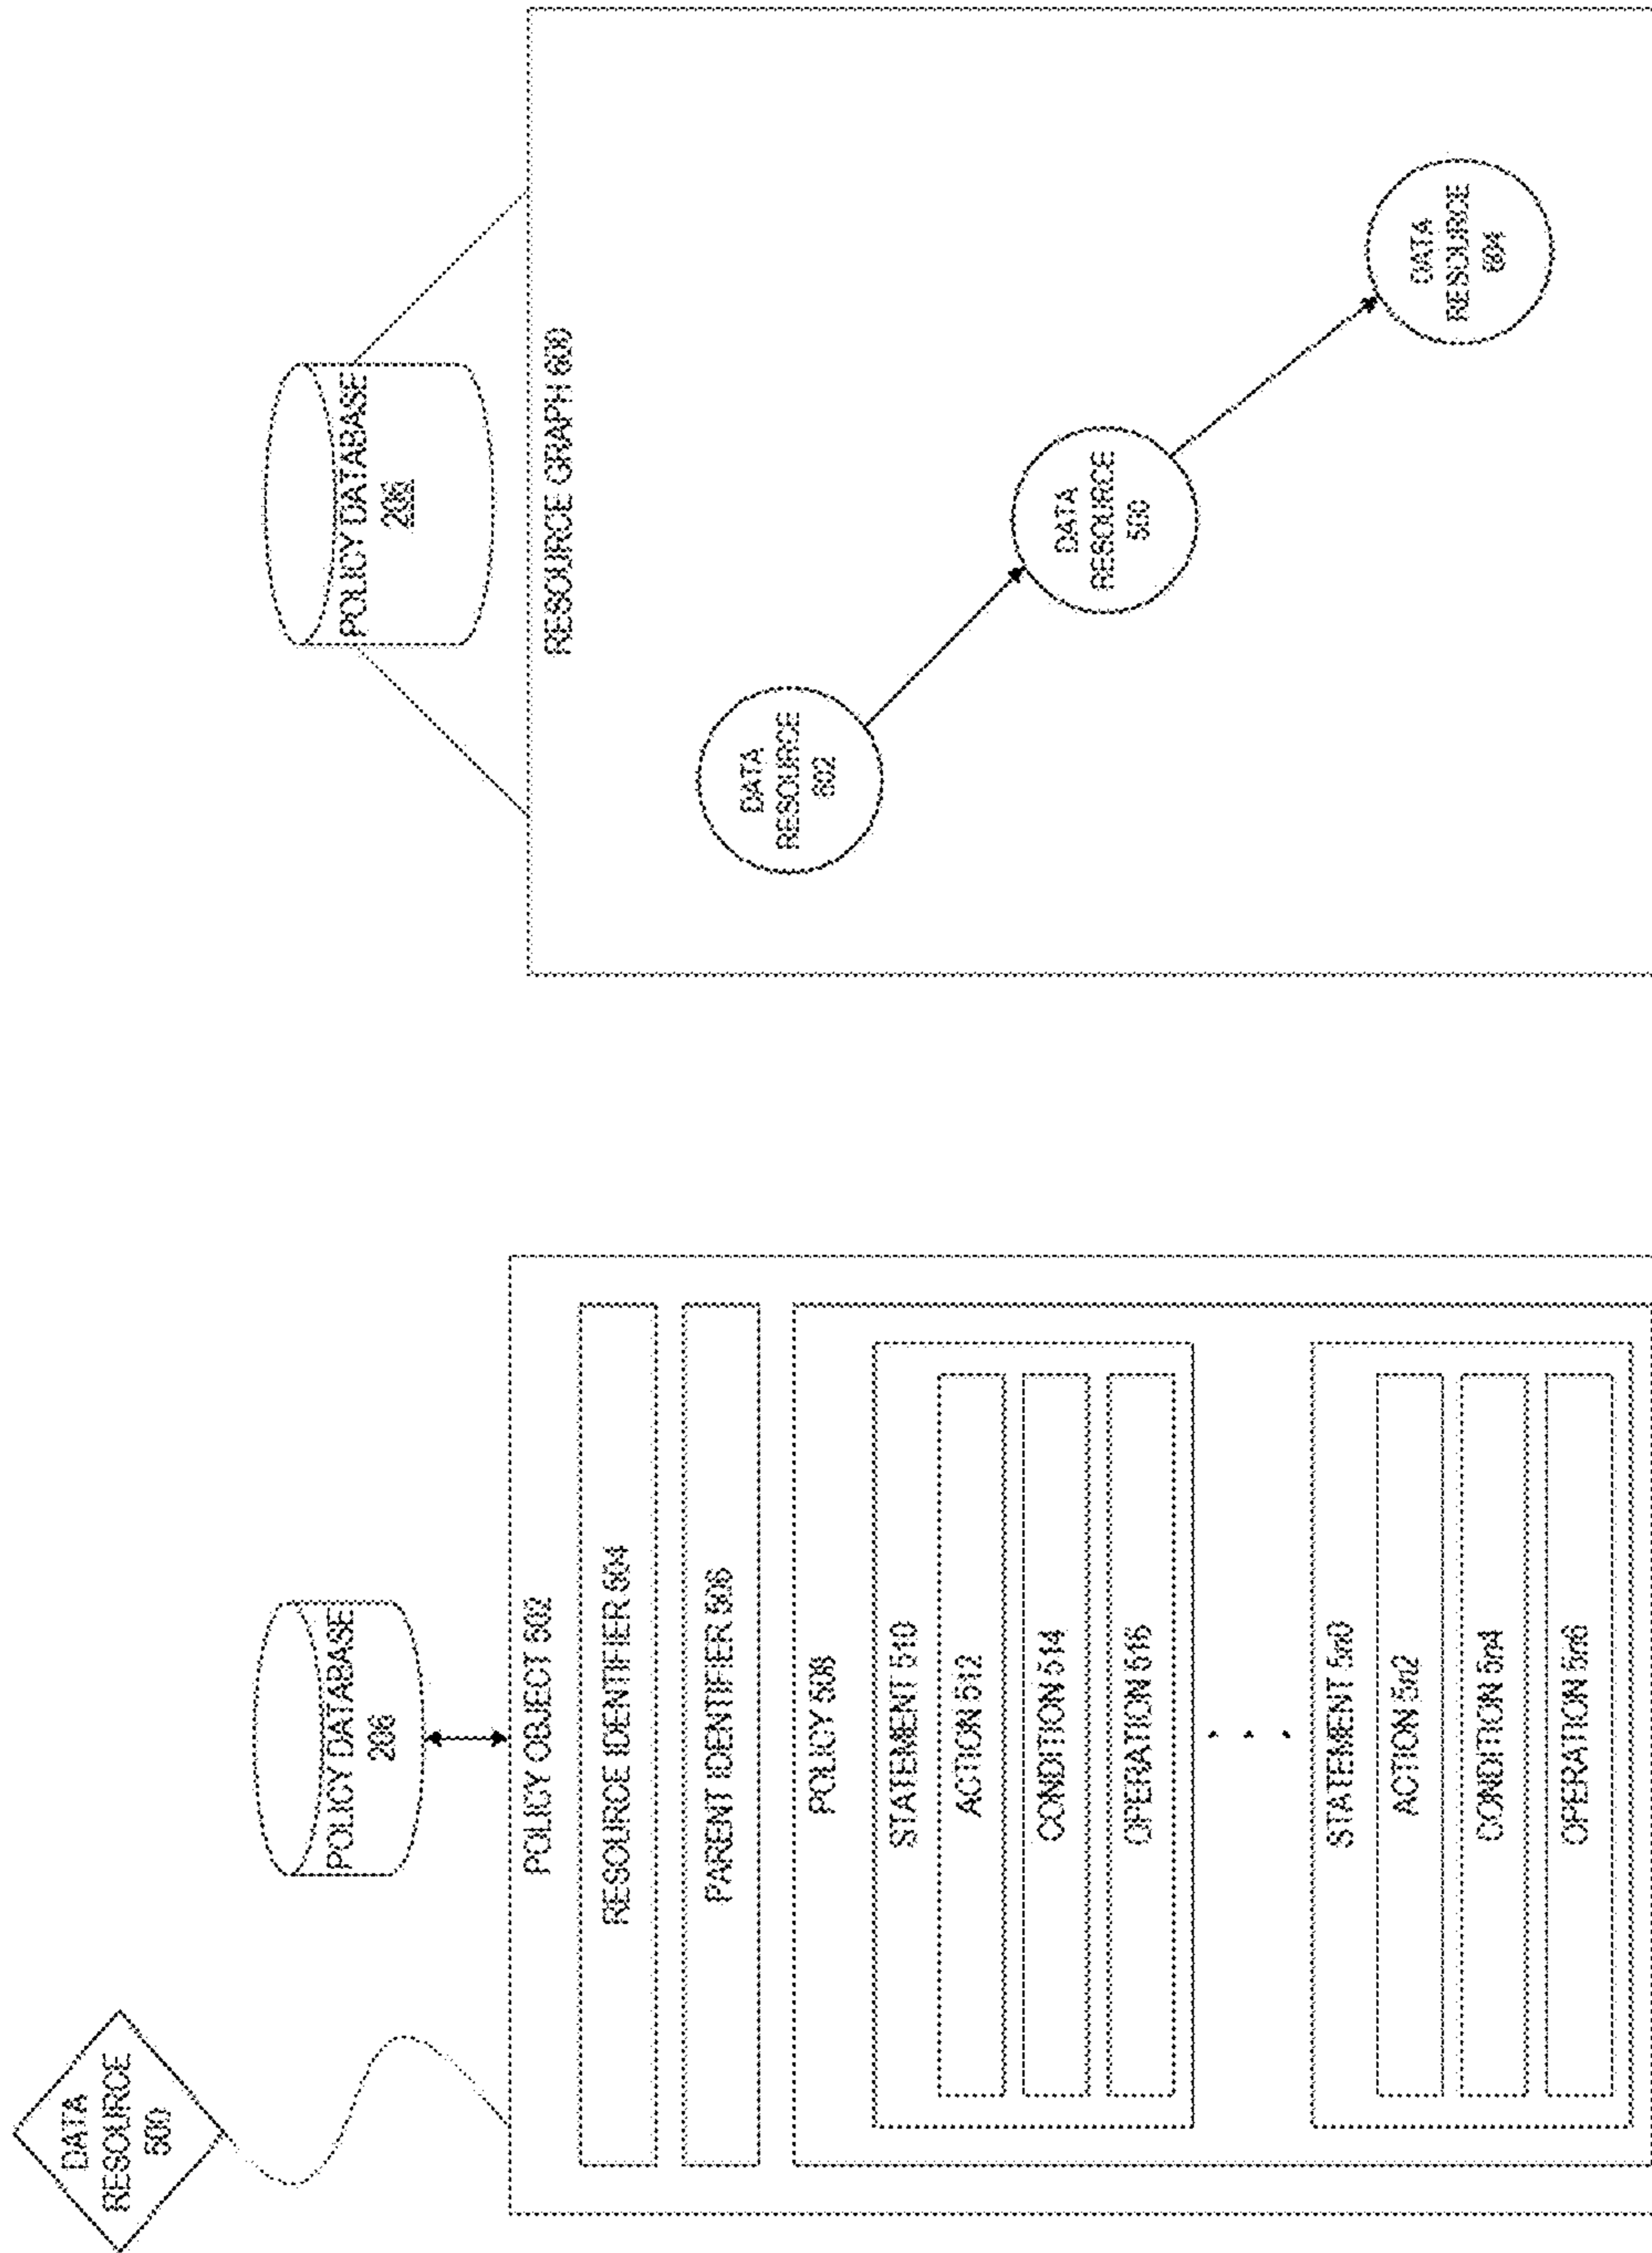 DATA
RESOURCE
500
POLICY DATABASE
206
POLICY OBJECT 502
RESOURCE IDENTIFIER 504
PARENT IDENTIFIER 506
POLICY 508
STATEMENT 510
ACTION 512
CONDITION 514
OPERATION 516
. . .
STATEMENT 5n0
ACTION 5n2
CONDITION 5n4
OPERATION 5n6
POLICY DATABASE
206
RESOURCE GRAPH 600
DATA
RESOURCE
602
DATA
RESOURCE
500
DATA
RESOURCE
604